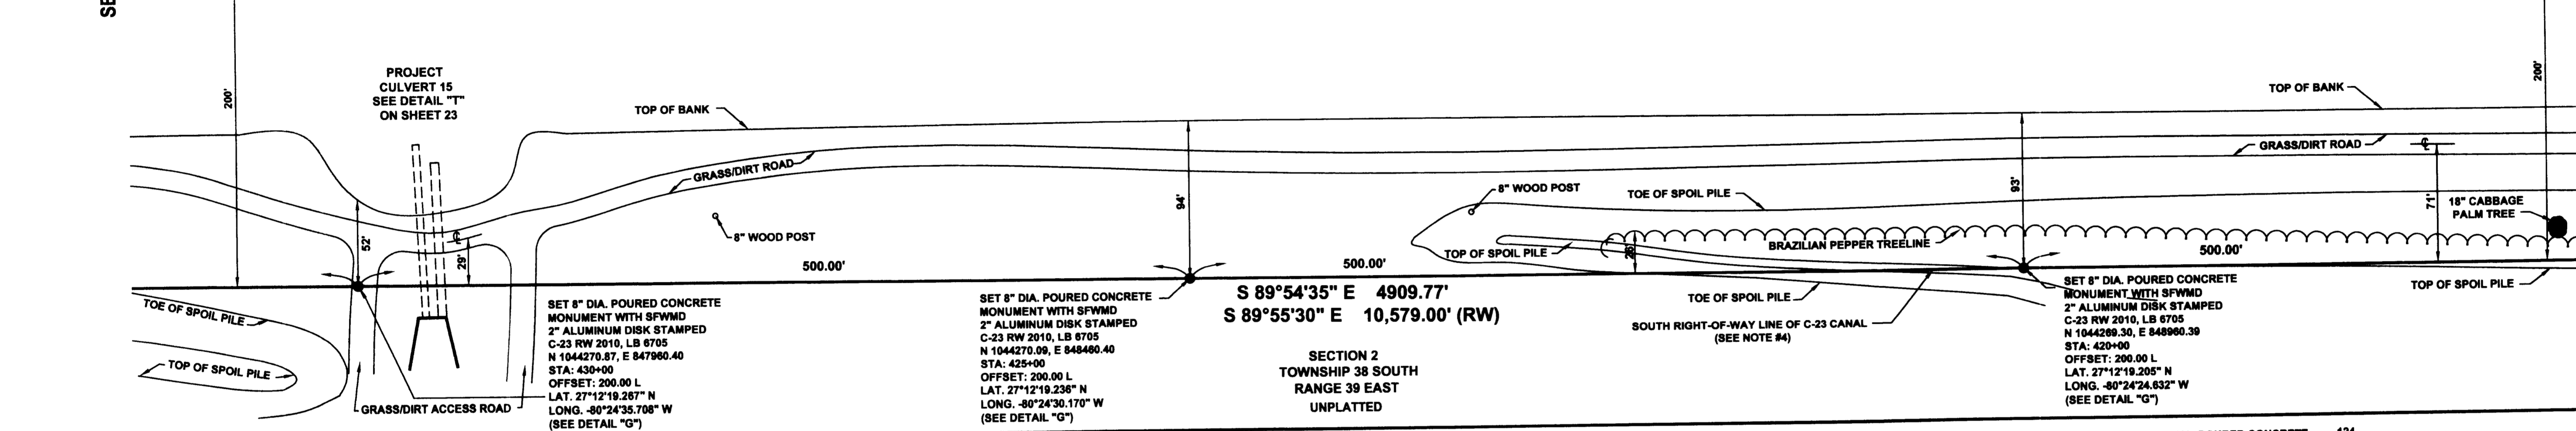 SE
200'
PROJECT
CULVERT 15
SEE DETAIL "T"
ON SHEET 23
TOP OF BANK
GRASS/DIRT ROAD
8" WOOD POST
52'
℄
29'
500.00'
94'
500.00'
8" WOOD POST
TOE OF SPOIL PILE
TOP OF SPOIL PILE
BRAZILIAN PEPPER TREELINE
93'
TOP OF BANK
GRASS/DIRT ROAD
℄
71'
200'
18" CABBAGE
PALM TREE
500.00'
TOE OF SPOIL PILE
TOP OF SPOIL PILE
GRASS/DIRT ACCESS ROAD
SET 8" DIA. POURED CONCRETE
MONUMENT WITH SFWMD
2" ALUMINUM DISK STAMPED
C-23 RW 2010, LB 6705
N 1044270.87, E 847960.40
STA: 430+00
OFFSET: 200.00 L
LAT. 27°12'19.267" N
LONG. -80°24'35.708" W
(SEE DETAIL "G")
SET 8" DIA. POURED CONCRETE
MONUMENT WITH SFWMD
2" ALUMINUM DISK STAMPED
C-23 RW 2010, LB 6705
N 1044270.09, E 848460.40
STA: 425+00
OFFSET: 200.00 L
LAT. 27°12'19.236" N
LONG. -80°24'30.170" W
(SEE DETAIL "G")
S 89°54'35" E 4909.77'
S 89°55'30" E 10,579.00' (RW)
SECTION 2
TOWNSHIP 38 SOUTH
RANGE 39 EAST
UNPLATTED
TOE OF SPOIL PILE
SOUTH RIGHT-OF-WAY LINE OF C-23 CANAL
(SEE NOTE #4)
SET 8" DIA. POURED CONCRETE
MONUMENT WITH SFWMD
2" ALUMINUM DISK STAMPED
C-23 RW 2010, LB 6705
N 1044269.30, E 848960.39
STA: 420+00
OFFSET: 200.00 L
LAT. 27°12'19.205" N
LONG. -80°24'24.632" W
(SEE DETAIL "G")
TOP OF SPOIL PILE